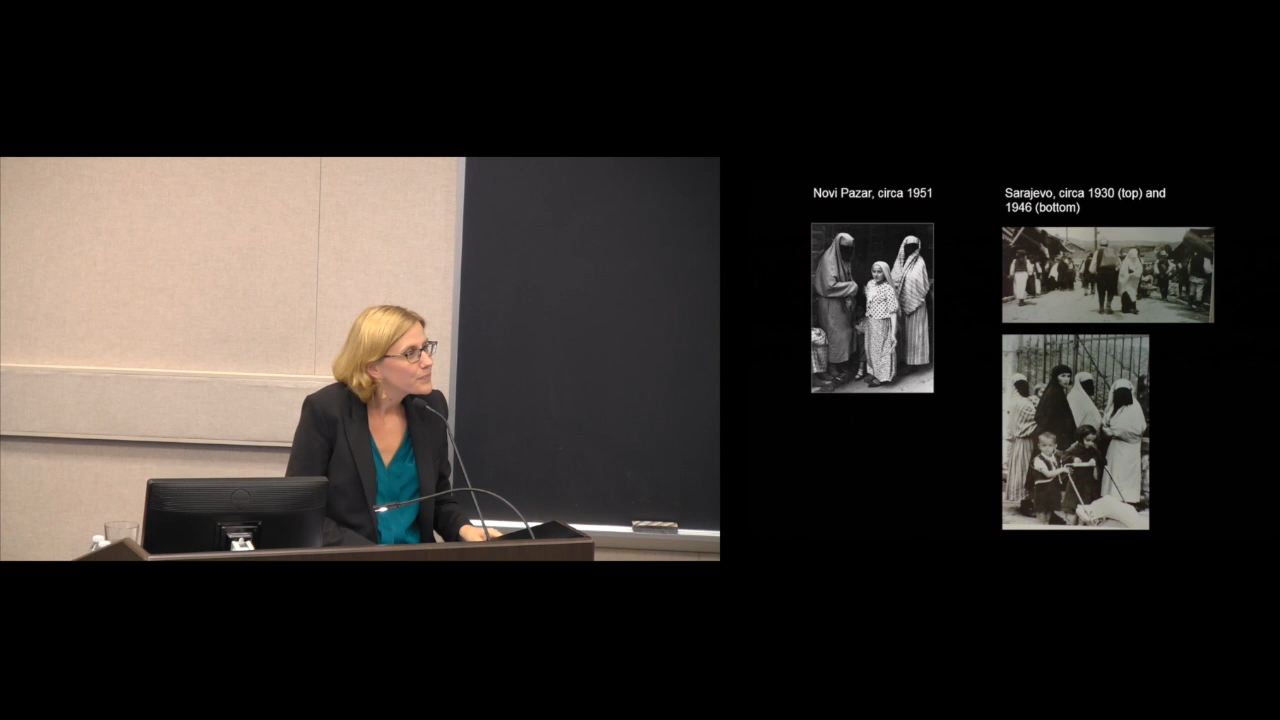 Novi Pazar, circa 1951
Sarajevo, circa 1930 (top) and
1946 (bottom)